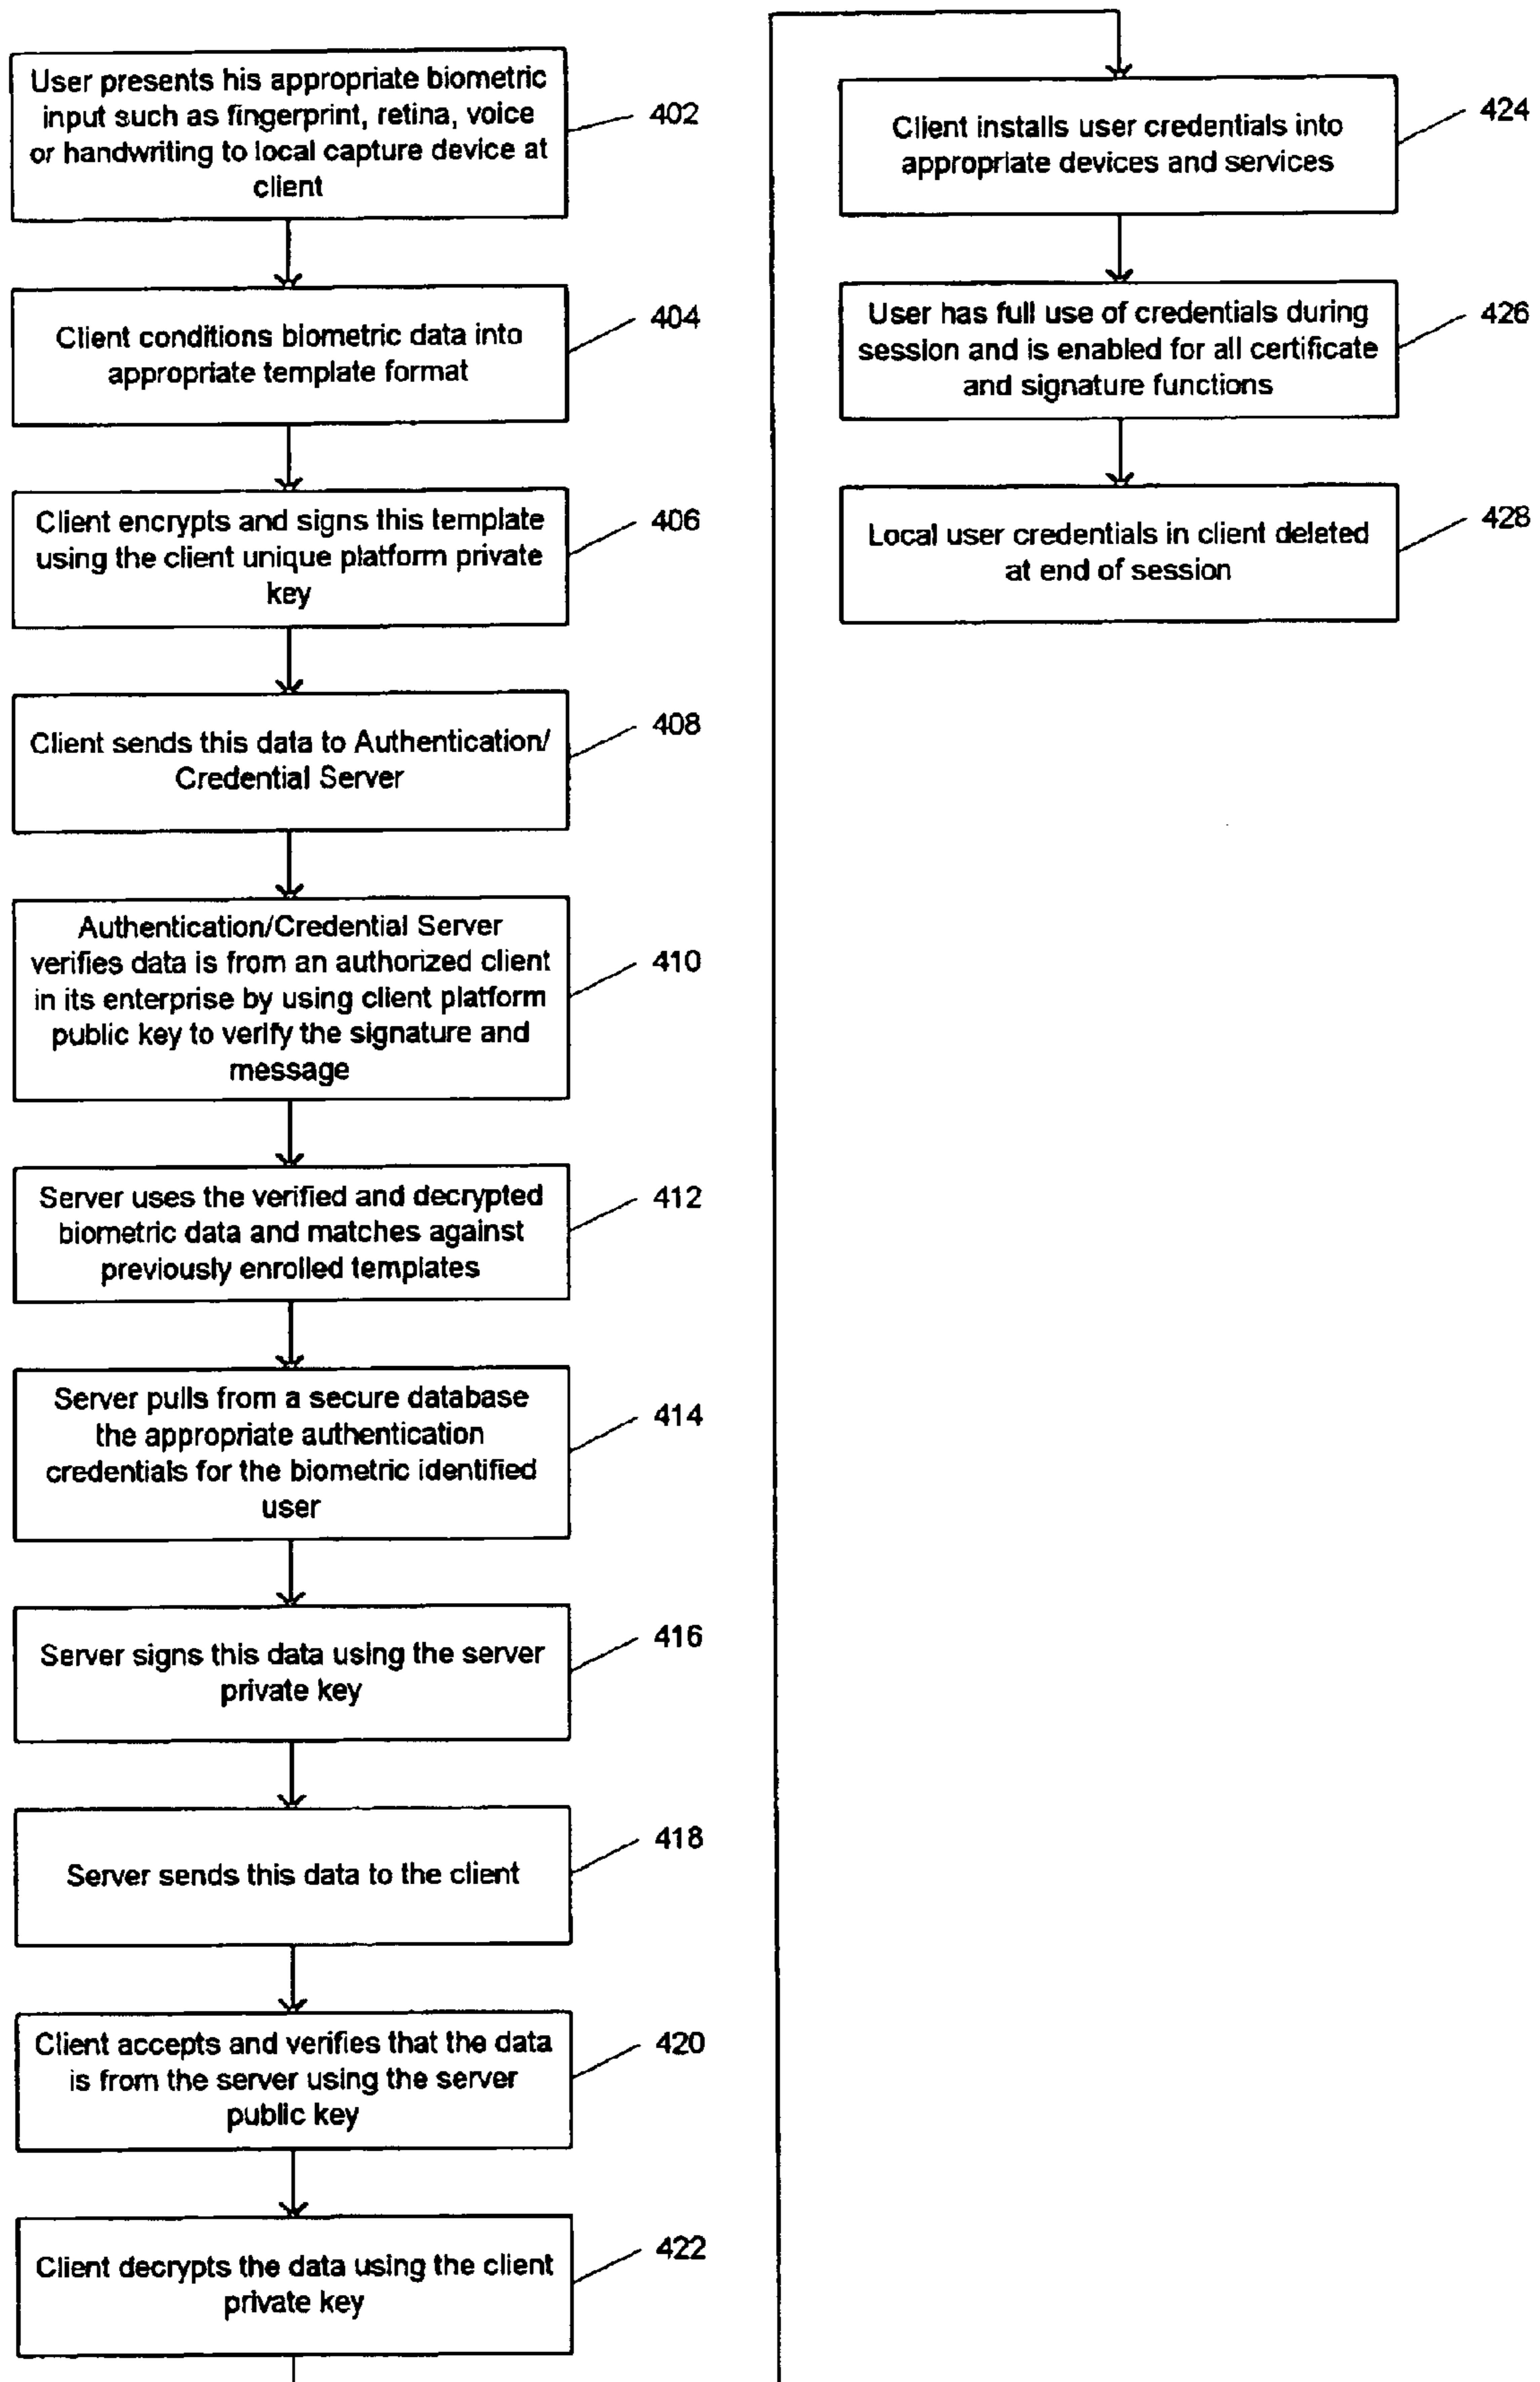 User presents his appropriate biometric
input such as fingerprint, retina, voice
or handwriting to local capture device at
client
402
Client conditions biometric data into
appropriate template format
404
Client encrypts and signs this template
using the client unique platform private
key
406
Client sends this data to Authentication/
Credential Server
408
Authentication/Credential Server
verifies data is from an authorized client
in its enterprise by using client platform
public key to verify the signature and
message
410
Server uses the verified and decrypted
biometric data and matches against
previously enrolled templates
412
Server pulls from a secure database
the appropriate authentication
credentials for the biometric identified
user
414
Server signs this data using the server
private key
416
Server sends this data to the client
418
Client accepts and verifies that the data
is from the server using the server
public key
420
Client decrypts the data using the client
private key
422
Client installs user credentials into
appropriate devices and services
424
User has full use of credentials during
session and is enabled for all certificate
and signature functions
426
Local user credentials in client deleted
at end of session
428